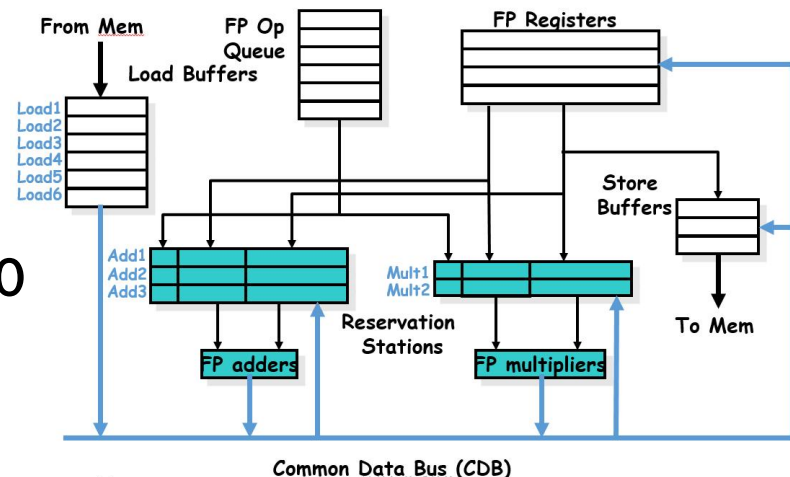 From Mem
FP Op
Queue
FP Registers
Load Buffers
Load1
Load2
Load3
Load4
Load5
Load6
Store
Buffers
0
Add1
Add2
Add3
Mult1
Mult2
Reservation
Stations
To Mem
FP adders
FP multipliers
Common Data Bus (CDB)